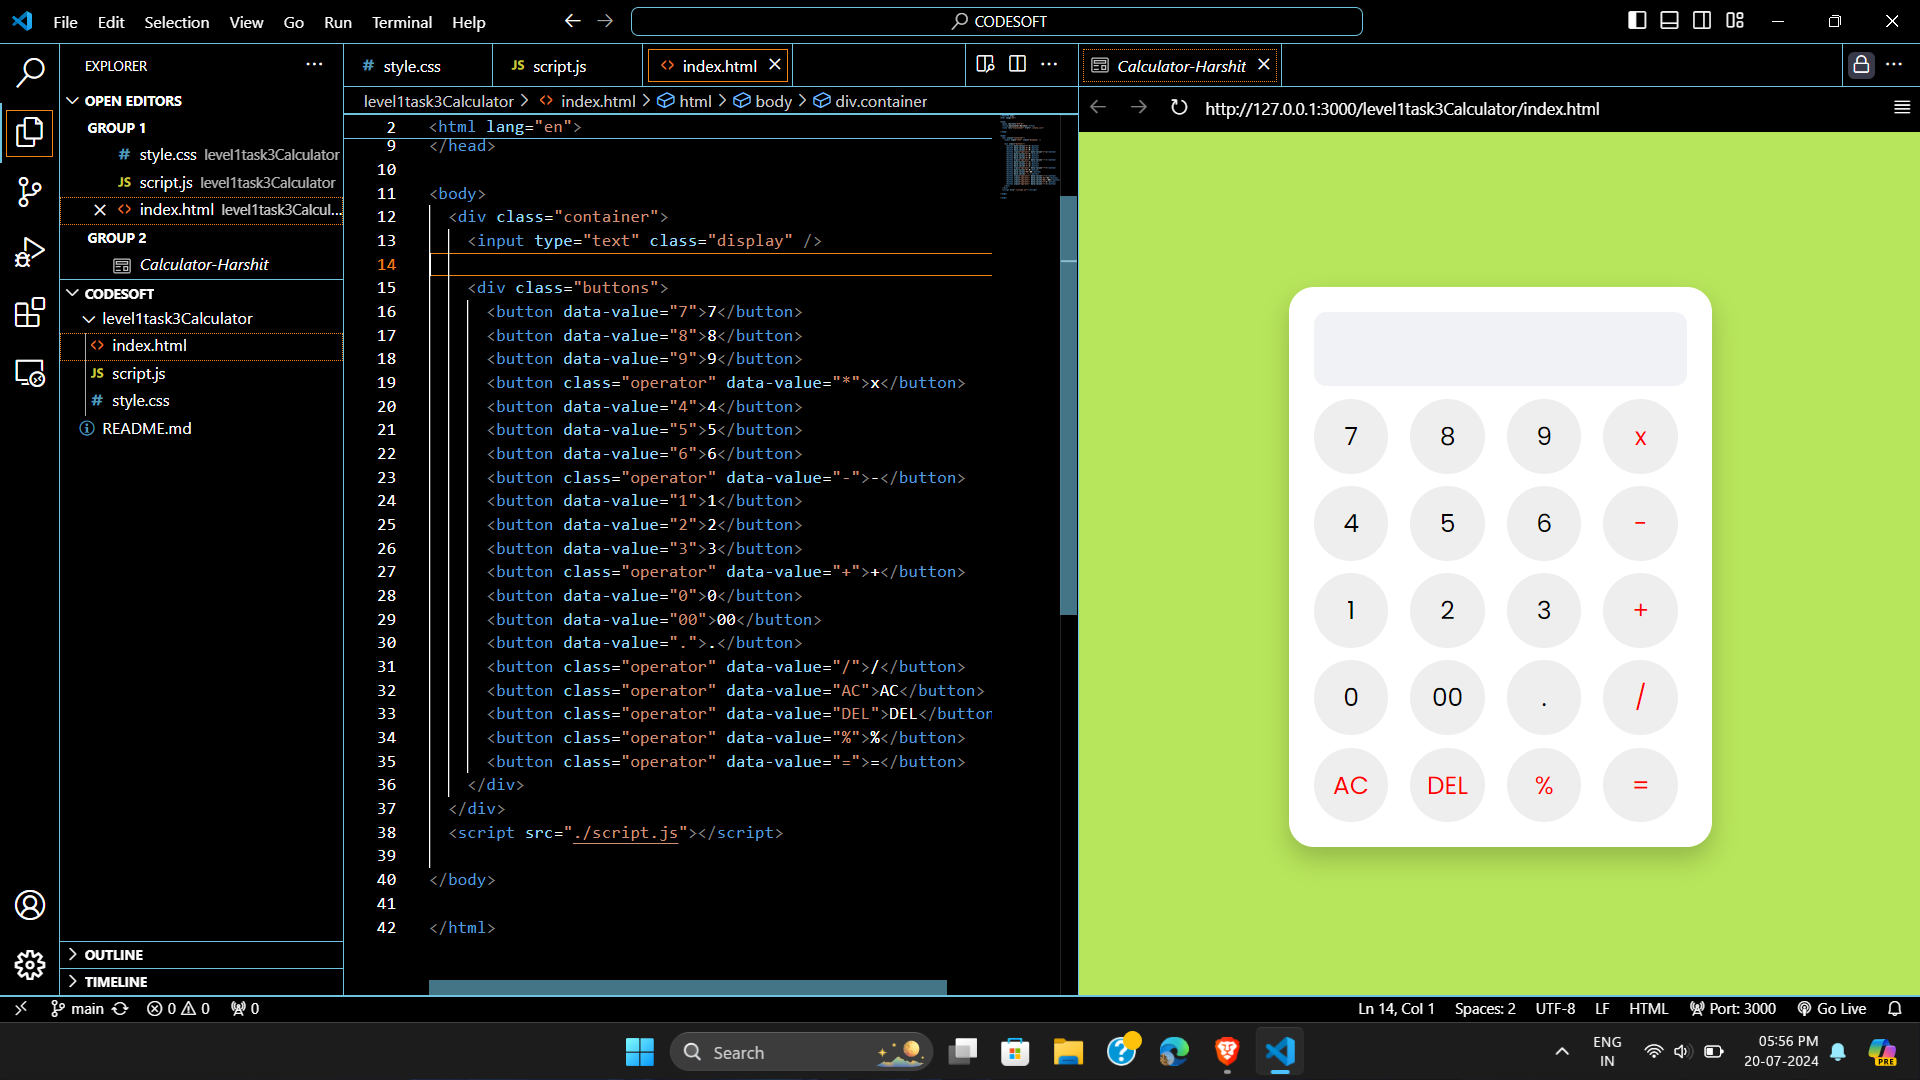 File Edit Selection View Go Run Terminal Help
CODESOFT
EXPLORER
OPEN EDITORS
GROUP 1
# style.css level1task3Calculator
JS script.js level1task3Calculator
index.html level1task3Calcul...
GROUP 2
Calculator-Harshit
CODESOFT
level1task3Calculator
index.html
JS script.js
# style.css
README.md
OUTLINE
TIMELINE
# style.css
JS script.js
index.html
level1task3Calculator > index.html > html > body > div.container
2 <html lang="en">
9 </head>
10
11 <body>
12 <div class="container">
13 <input type="text" class="display" />
14
15 <div class="buttons">
16 <button data-value="7">7</button>
17 <button data-value="8">8</button>
18 <button data-value="9">9</button>
19 <button class="operator" data-value="*">x</button>
20 <button data-value="4">4</button>
21 <button data-value="5">5</button>
22 <button data-value="6">6</button>
23 <button class="operator" data-value="-">-</button>
24 <button data-value="1">1</button>
25 <button data-value="2">2</button>
26 <button data-value="3">3</button>
27 <button class="operator" data-value="+">+</button>
28 <button data-value="0">0</button>
29 <button data-value="00">00</button>
30 <button data-value=".">.</button>
31 <button class="operator" data-value="/">/</button>
32 <button class="operator" data-value="AC">AC</button>
33 <button class="operator" data-value="DEL">DEL</button
34 <button class="operator" data-value="%">%</button>
35 <button class="operator" data-value="=">=</button>
36 </div>
37 </div>
38 <script src="./script.js"></script>
39
40 </body>
41
42 </html>
Calculator-Harshit
http://127.0.0.1:3000/level1task3Calculator/index.html
7 8 9 x
4 5 6 -
1 2 3 +
0 00 . /
AC DEL % =
main 0 0 0
Ln 14, Col 1 Spaces: 2 UTF-8 LF HTML Port: 3000 Go Live
Search
ENG
IN
05:56 PM
20-07-2024
PRE